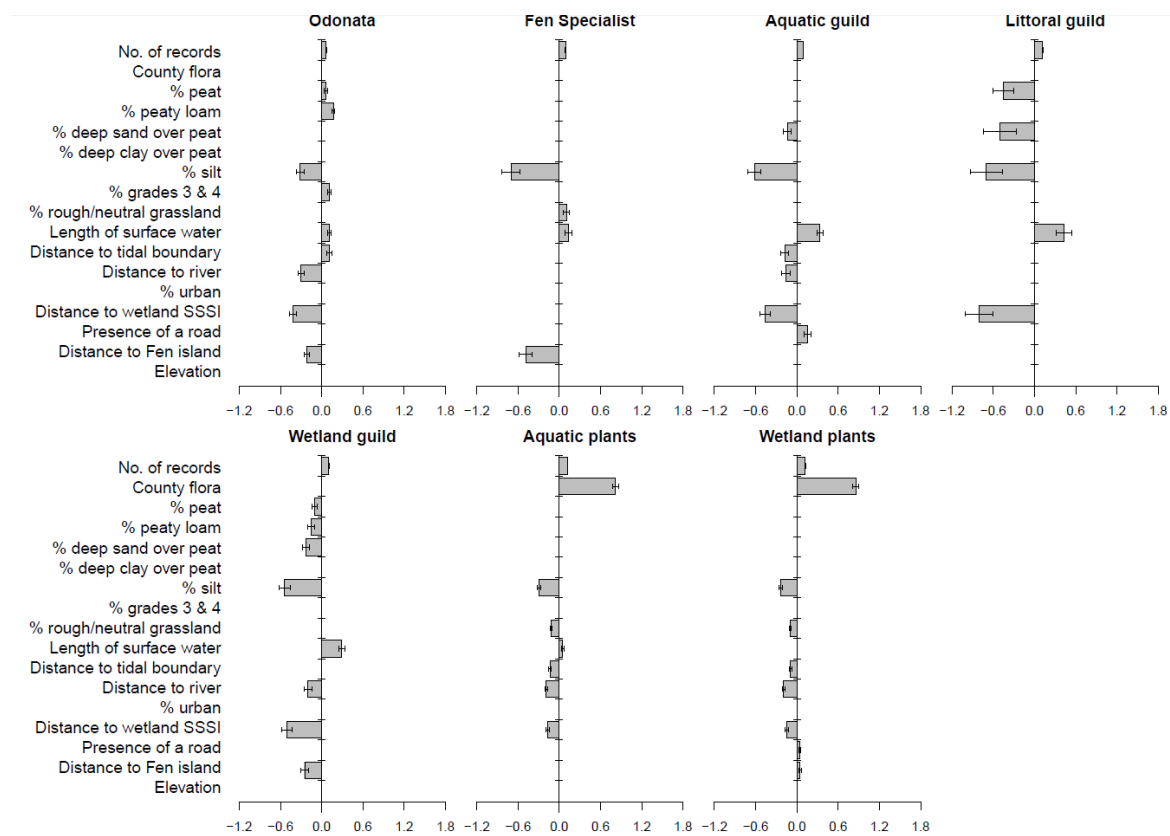 Odonata Fen Specialist Aquatic guild Littoral guild
No. of records
County flora
% peat
% peaty loam
% deep sand over peat
% deep clay over peat
% silt
% grades 3 & 4
% rough/neutral grassland
Length of surface water
Distance to tidal boundary
Distance to river
% urban
Distance to wetland SSSI
Presence of a road
Distance to Fen island
Elevation
−1.2 −0.6 0.0 0.6 1.2 1.8 −1.2 −0.6 0.0 0.6 1.2 1.8 −1.2 −0.6 0.0 0.6 1.2 1.8 −1.2 −0.6 0.0 0.6 1.2 1.8
Wetland guild Aquatic plants Wetland plants
No. of records
County flora
% peat
% peaty loam
% deep sand over peat
% deep clay over peat
% silt
% grades 3 & 4
% rough/neutral grassland
Length of surface water
Distance to tidal boundary
Distance to river
% urban
Distance to wetland SSSI
Presence of a road
Distance to Fen island
Elevation
−1.2 −0.6 0.0 0.6 1.2 1.8 −1.2 −0.6 0.0 0.6 1.2 1.8 −1.2 −0.6 0.0 0.6 1.2 1.8